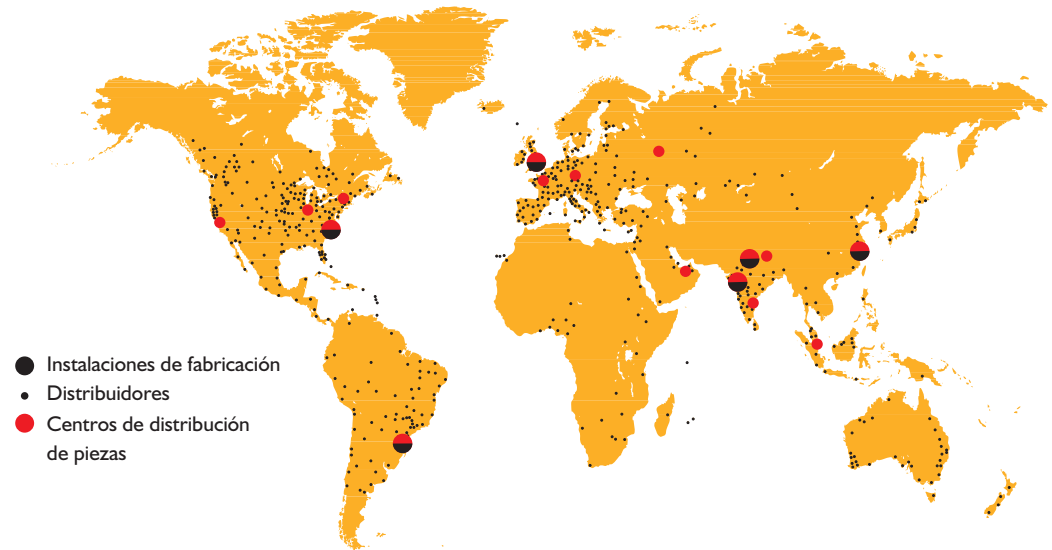 Instalaciones de fabricación
Distribuidores
Centros de distribución
de piezas